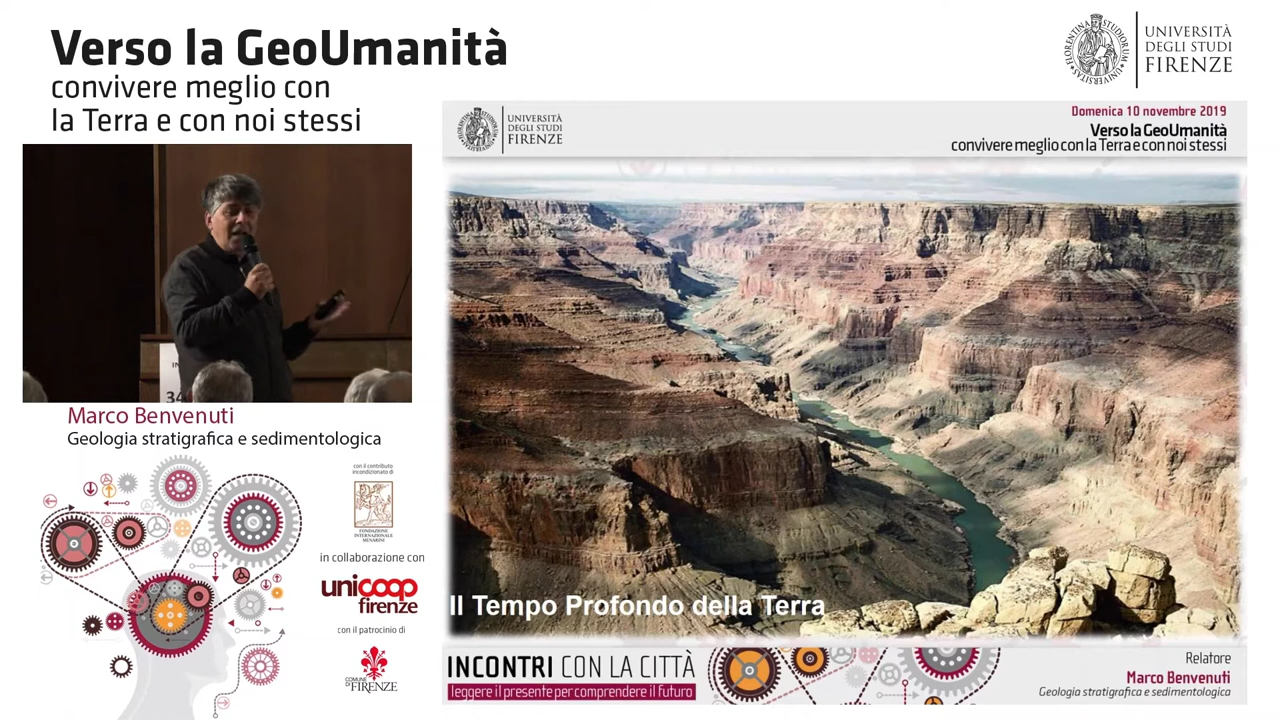 Verso la GeoUmanità
convivere meglio con
la Terra e con noi stessi
UNIVERSITÀ
DEGLI STUDI
FIRENZE
UNIVERSITÀ
DEGLI STUDI
FIRENZE
Domenica 10 novembre 2019
Verso la GeoUmanità
convivere meglio con la Terra e con noi stessi
34
Marco Benvenuti
Geologia stratigrafica e sedimentologica
con il contributo
incondizionato di
FONDAZIONE
INTERNAZIONALE
MENARINI
in collaborazione con
unicoop
firenze
con il patrocinio di
COMUNE
DI FIRENZE
Il Tempo Profondo della Terra
INCONTRI CON LA CITTÀ
leggere il presente per comprendere il futuro
Relatore
Marco Benvenuti
Geologia stratigrafica e sedimentologica